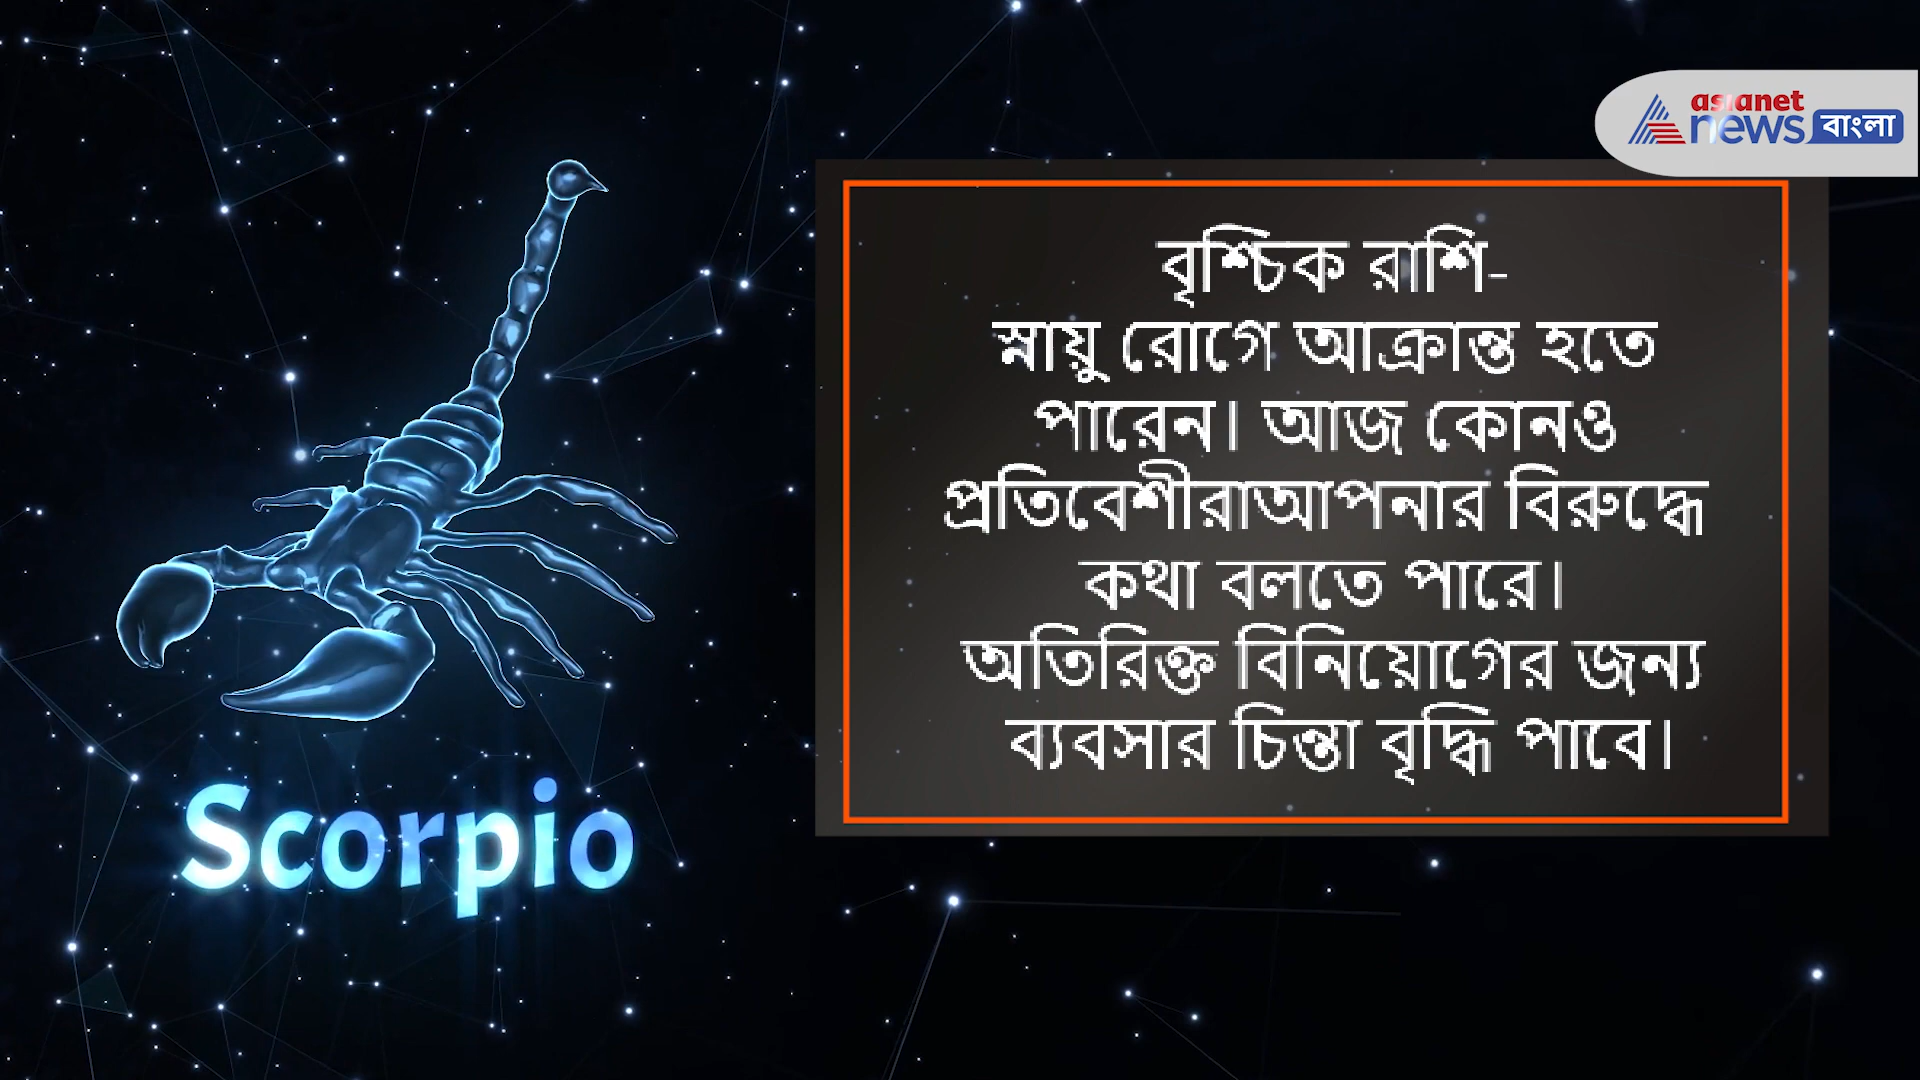 asianet
news বাংলা
বৃশ্চিক রাশি-
স্নায়ু রোগে আক্রান্ত হতে
পারেন। আজ কোনও
প্রতিবেশীরাআপনার বিরুদ্ধে
কথা বলতে পারে।
অতিরিক্ত বিনিয়োগের জন্য
ব্যবসার চিন্তা বৃদ্ধি পাবে।
Scorpio